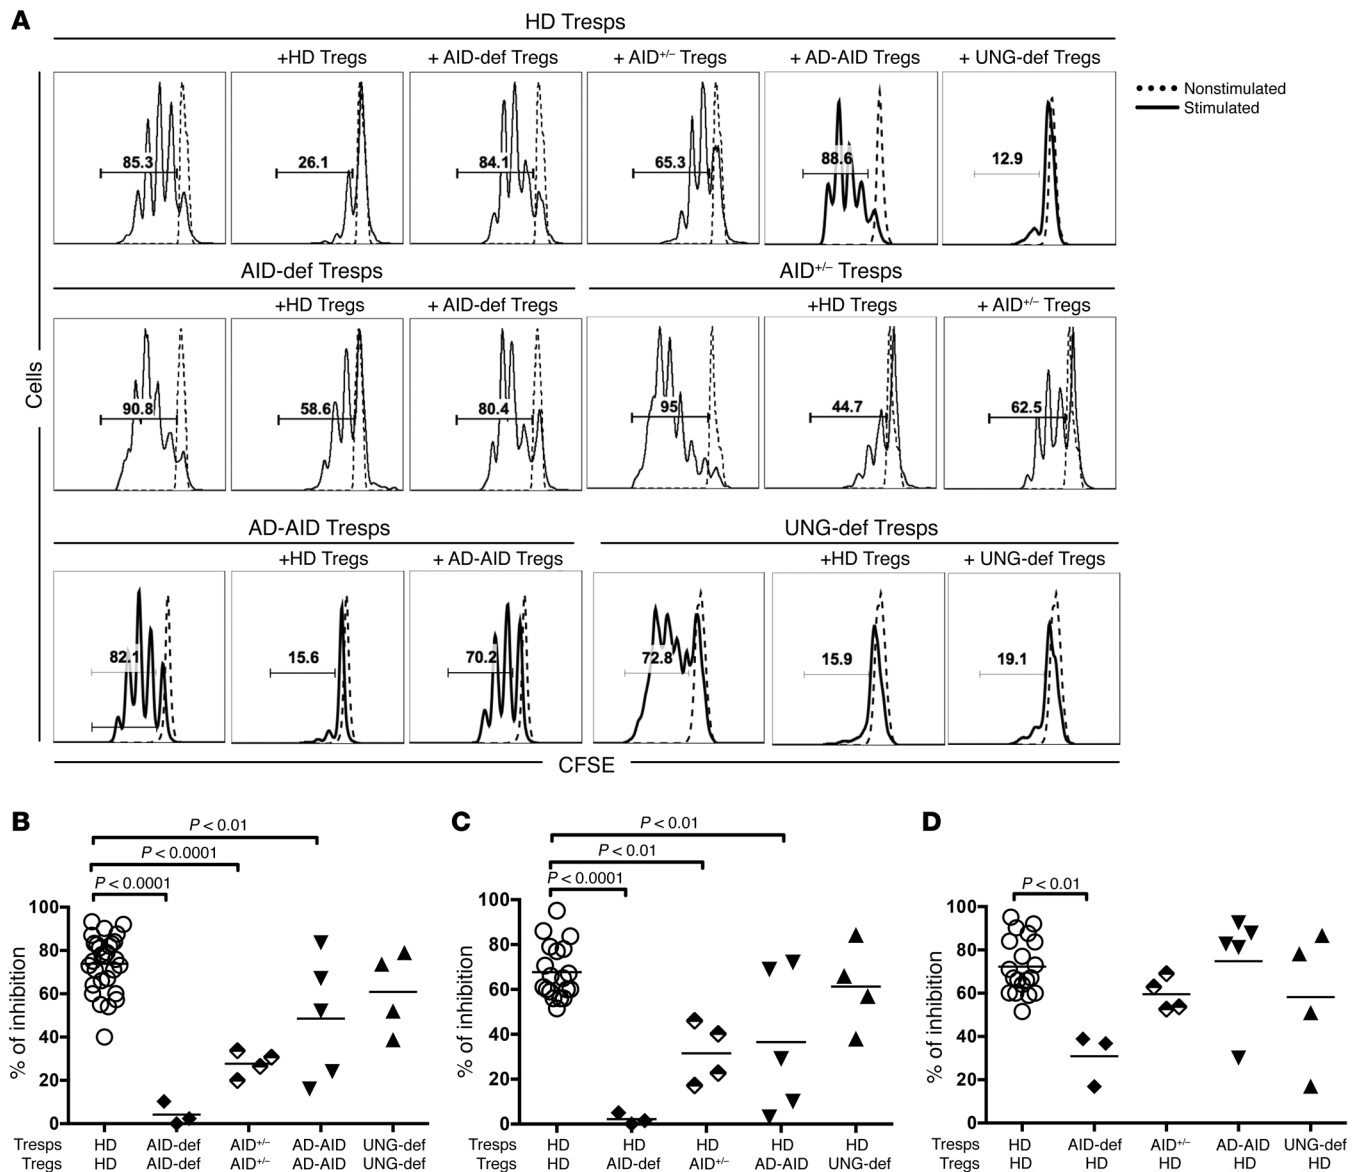 A
HD Tresps
+HD Tregs + AID-def Tregs + AID+/– Tregs + AD-AID Tregs + UNG-def Tregs
Nonstimulated
Stimulated
85.3 26.1 84.1 65.3 88.6 12.9
AID-def Tresps AID+/– Tresps
+HD Tregs + AID-def Tregs +HD Tregs + AID+/– Tregs
90.8 58.6 80.4 95 44.7 62.5
Cells
AD-AID Tresps UNG-def Tresps
+HD Tregs + AD-AID Tregs +HD Tregs + UNG-def Tregs
82.1 15.6 70.2 72.8 15.9 19.1
CFSE
B
P < 0.01
P < 0.0001
P < 0.0001
% of inhibition
100
80
60
40
20
0
Tresps HD AID-def AID+/– AD-AID UNG-def
Tregs HD AID-def AID+/– AD-AID UNG-def
C
P < 0.01
P < 0.01
P < 0.0001
% of inhibition
100
80
60
40
20
0
Tresps HD HD HD HD HD
Tregs HD AID-def AID+/– AD-AID UNG-def
D
P < 0.01
% of inhibition
100
80
60
40
20
0
Tresps HD AID-def AID+/– AD-AID UNG-def
Tregs HD HD HD HD HD